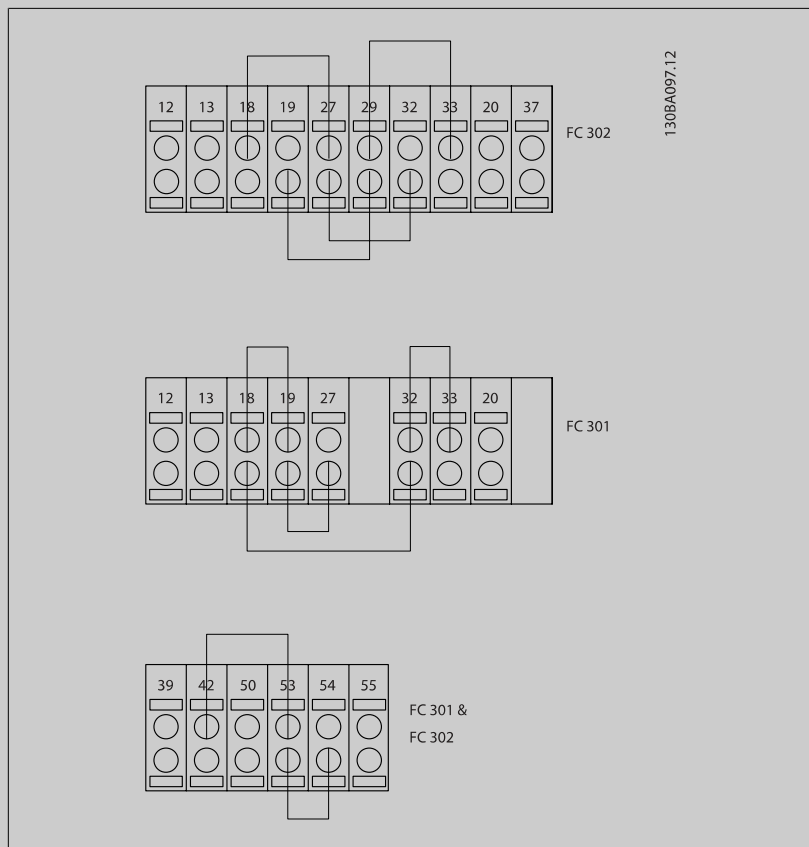 130BA097.12
12 13 18 19 27 29 32 33 20 37
FC 302
12 13 18 19 27 32 33 20
FC 301
39 42 50 53 54 55
FC 301 &
FC 302